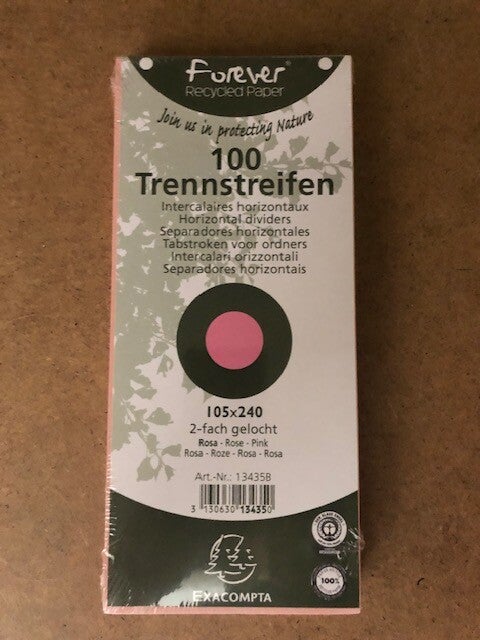 Forever®
Recycled Paper
Join us in protecting Nature
100
Trennstreifen
Intercalaires horizontaux
Horizontal dividers
Separadores horizontales
Tabstroken voor ordners
Intercalari orizzontali
Separadores horizontais
105x240
2-fach gelocht
Rosa - Rose - Pink
Rosa - Roze - Rosa - Rosa
Art.-Nr.: 13435B
3 130630 134350
100%
EXACOMPTA